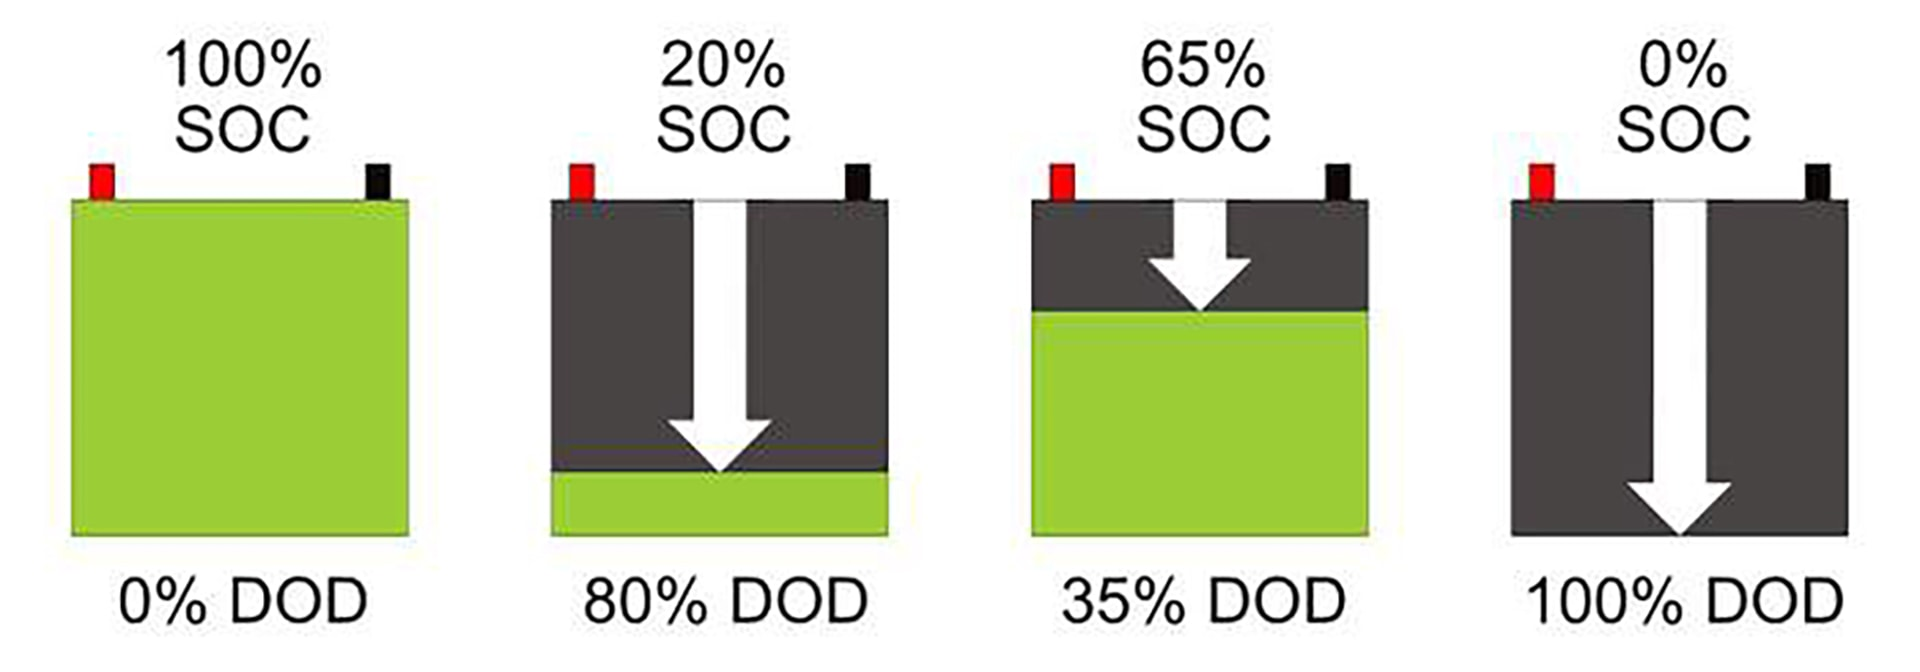 100%
SOC
0% DOD
20%
SOC
80% DOD
65%
SOC
35% DOD
0%
SOC
100% DOD